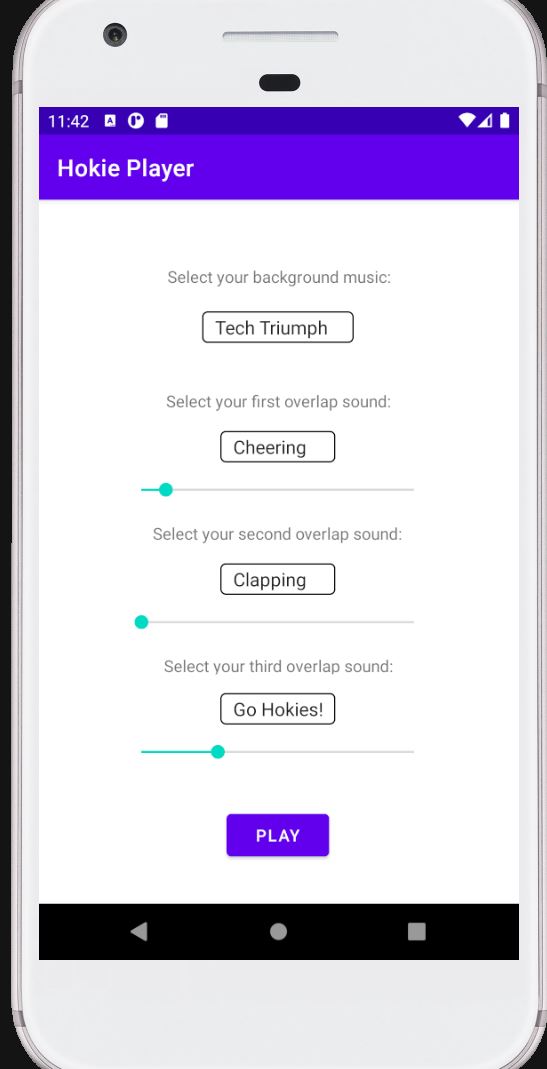 11:42
Hokie Player
Select your background music:
Tech Triumph
Select your first overlap sound:
Cheering
Select your second overlap sound:
Clapping
Select your third overlap sound:
Go Hokies!
PLAY